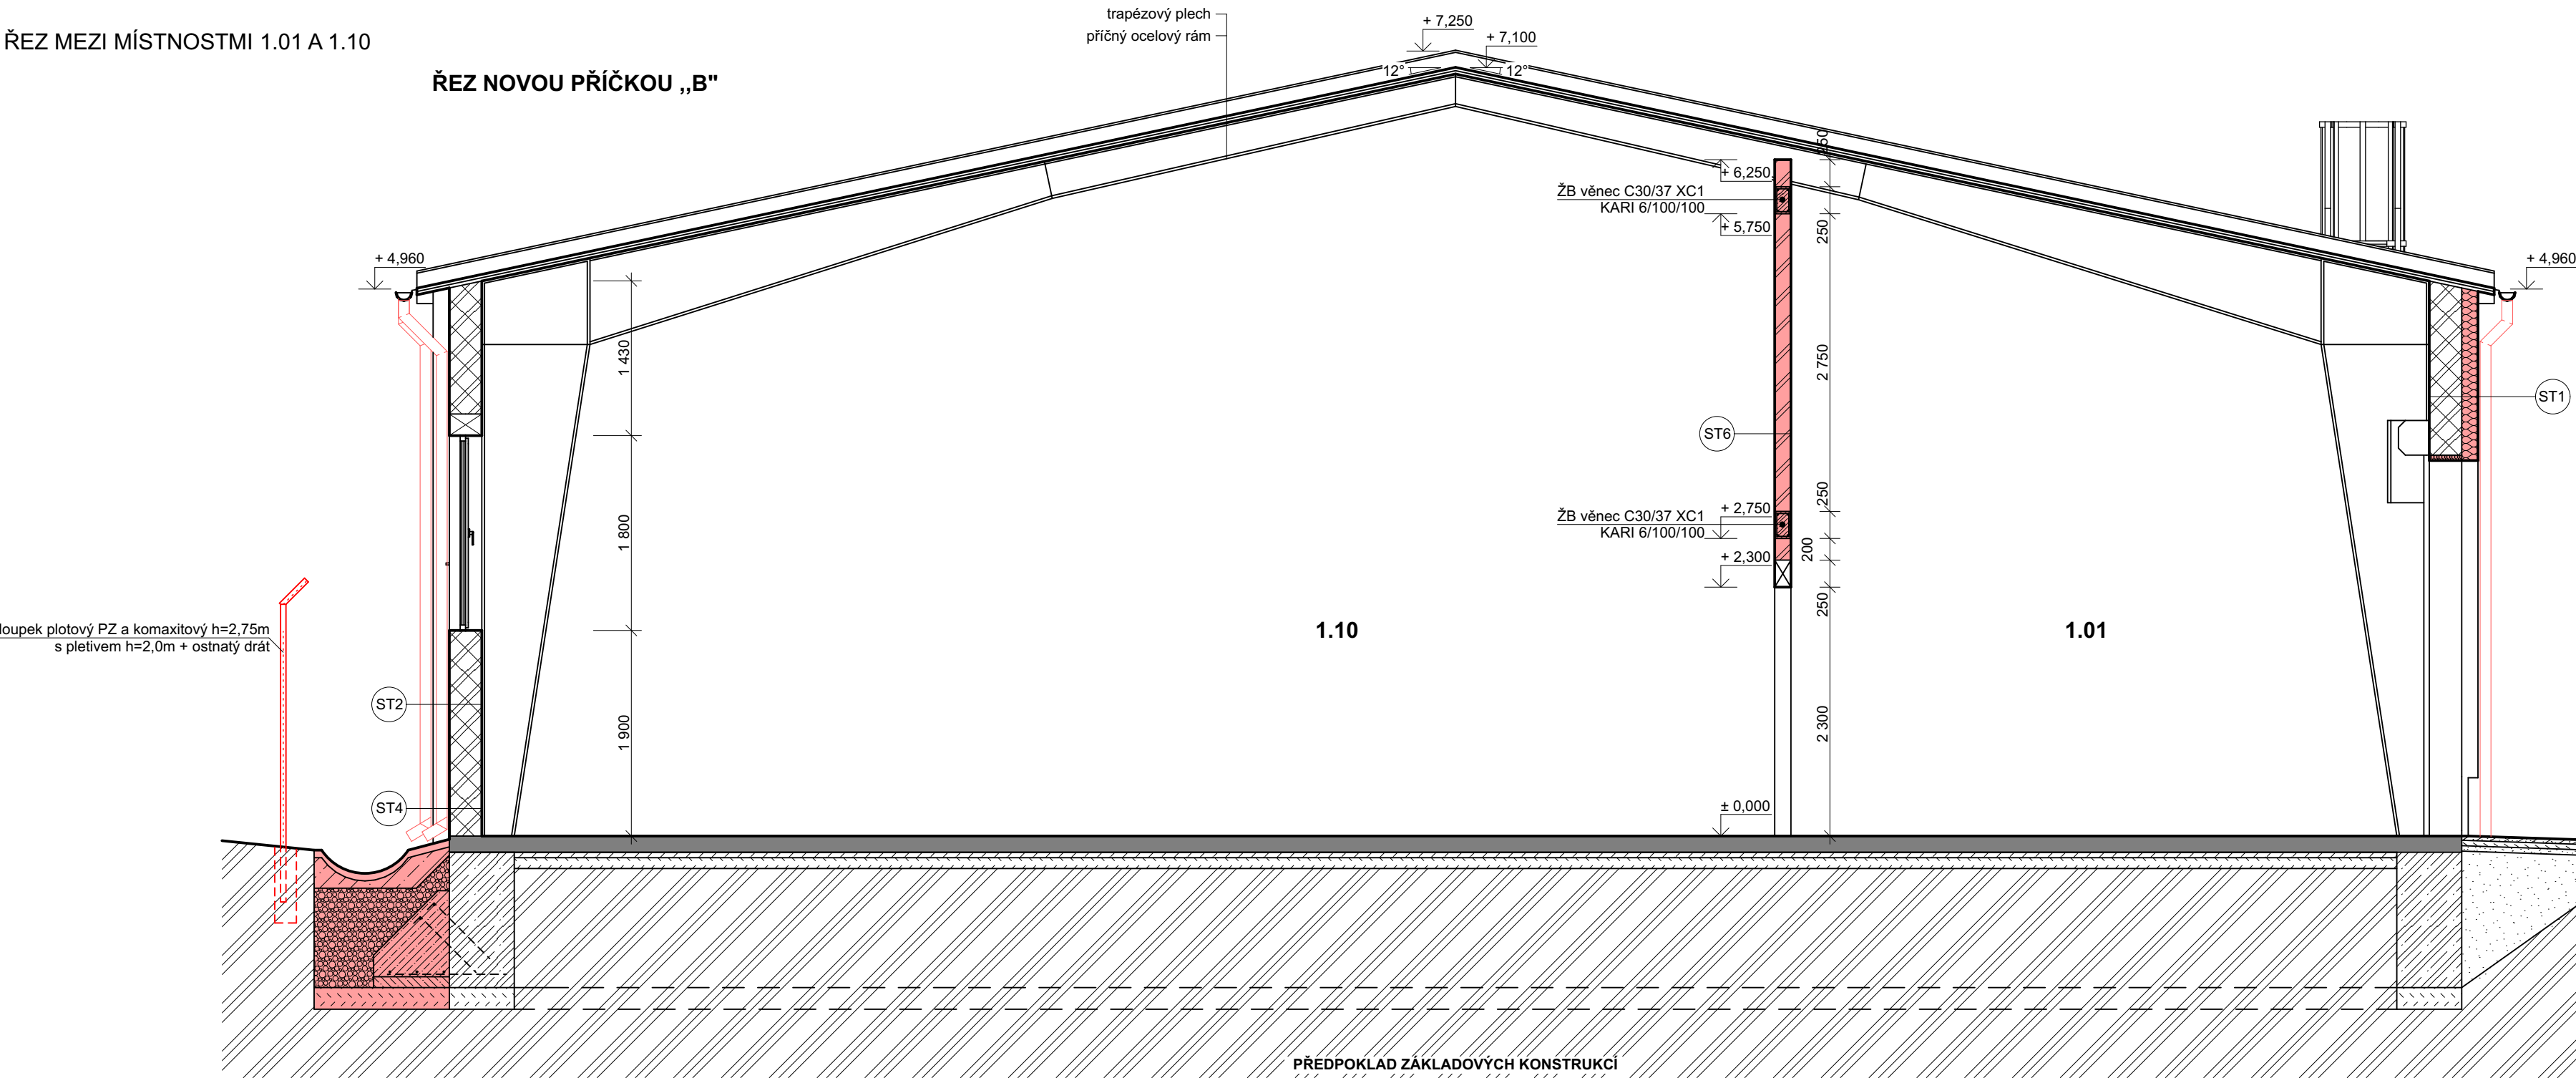 ŘEZ MEZI MÍSTNOSTMI 1.01 A 1.10
ŘEZ NOVOU PŘÍČKOU ,,B"
trapézový plech
příčný ocelový rám
+ 7,250
+ 7,100
12°
12°
+ 4,960
+ 4,960
+ 6,250
ŽB věnec C30/37 XC1
KARI 6/100/100
+ 5,750
250
250
2 750
1 430
ST1
ST6
ŽB věnec C30/37 XC1
KARI 6/100/100
+ 2,750
250
200
+ 2,300
250
1 800
loupek plotový PZ a komaxitový h=2,75m
s pletivem h=2,0m + ostnatý drát
1.10
1.01
ST2
1 900
2 300
ST4
± 0,000
PŘEDPOKLAD ZÁKLADOVÝCH KONSTRUKCÍ